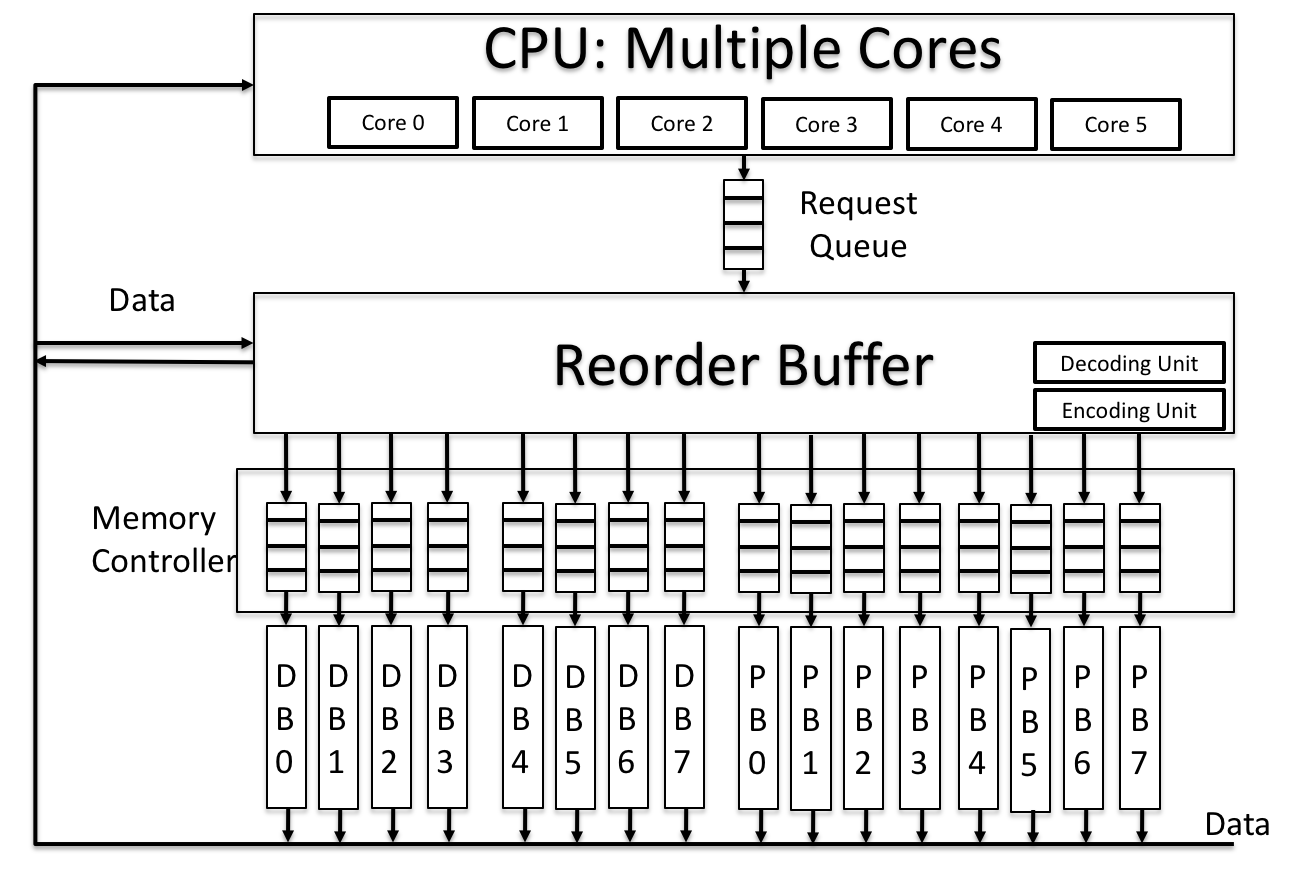 CPU: Multiple Cores
Core 0
Core 1
Core 2
Core 3
Core 4
Core 5
Request
Queue
Data
Reorder Buffer
Decoding Unit
Encoding Unit
Memory
Controller
DB0
DB1
DB2
DB3
DB4
DB5
DB6
DB7
PB0
PB1
PB2
PB3
PB4
PB5
PB6
PB7
Data